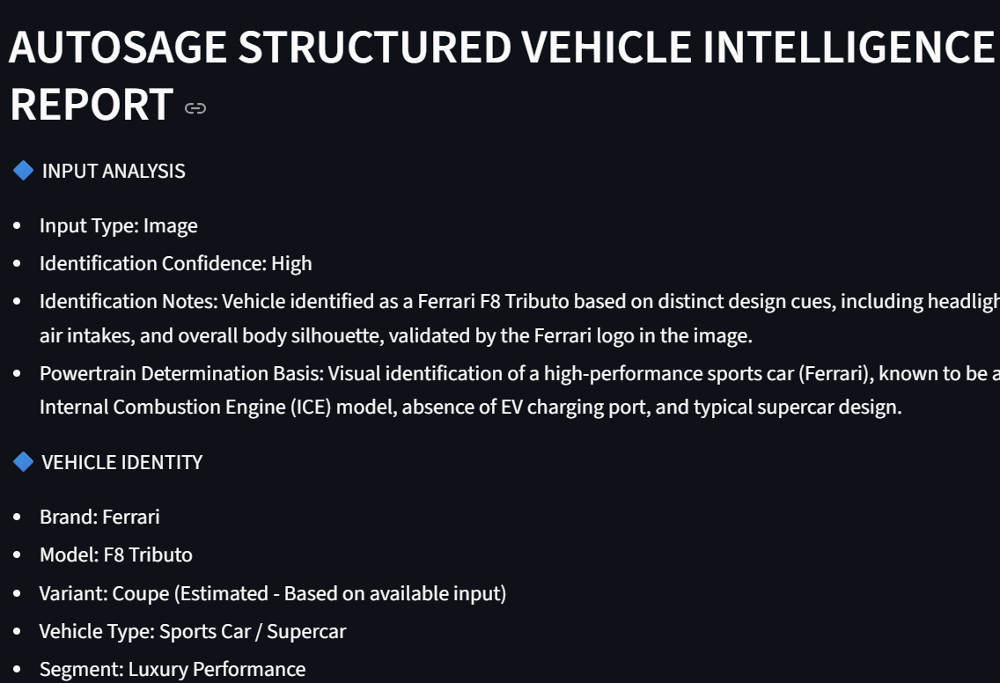 AUTOSAGE STRUCTURED VEHICLE INTELLIGENCE
REPORT
INPUT ANALYSIS
Input Type: Image
Identification Confidence: High
Identification Notes: Vehicle identified as a Ferrari F8 Tributo based on distinct design cues, including
air intakes, and overall body silhouette, validated by the Ferrari logo in the image.
Powertrain Determination Basis: Visual identification of a high-performance sports car (Ferrari), known to be a
Internal Combustion Engine (ICE) model, absence of EV charging port, and typical supercar design.
VEHICLE IDENTITY
Brand: Ferrari
Model: F8 Tributo
Variant: Coupe (Estimated - Based on available input)
Vehicle Type: Sports Car / Supercar
Segment: Luxury Performance